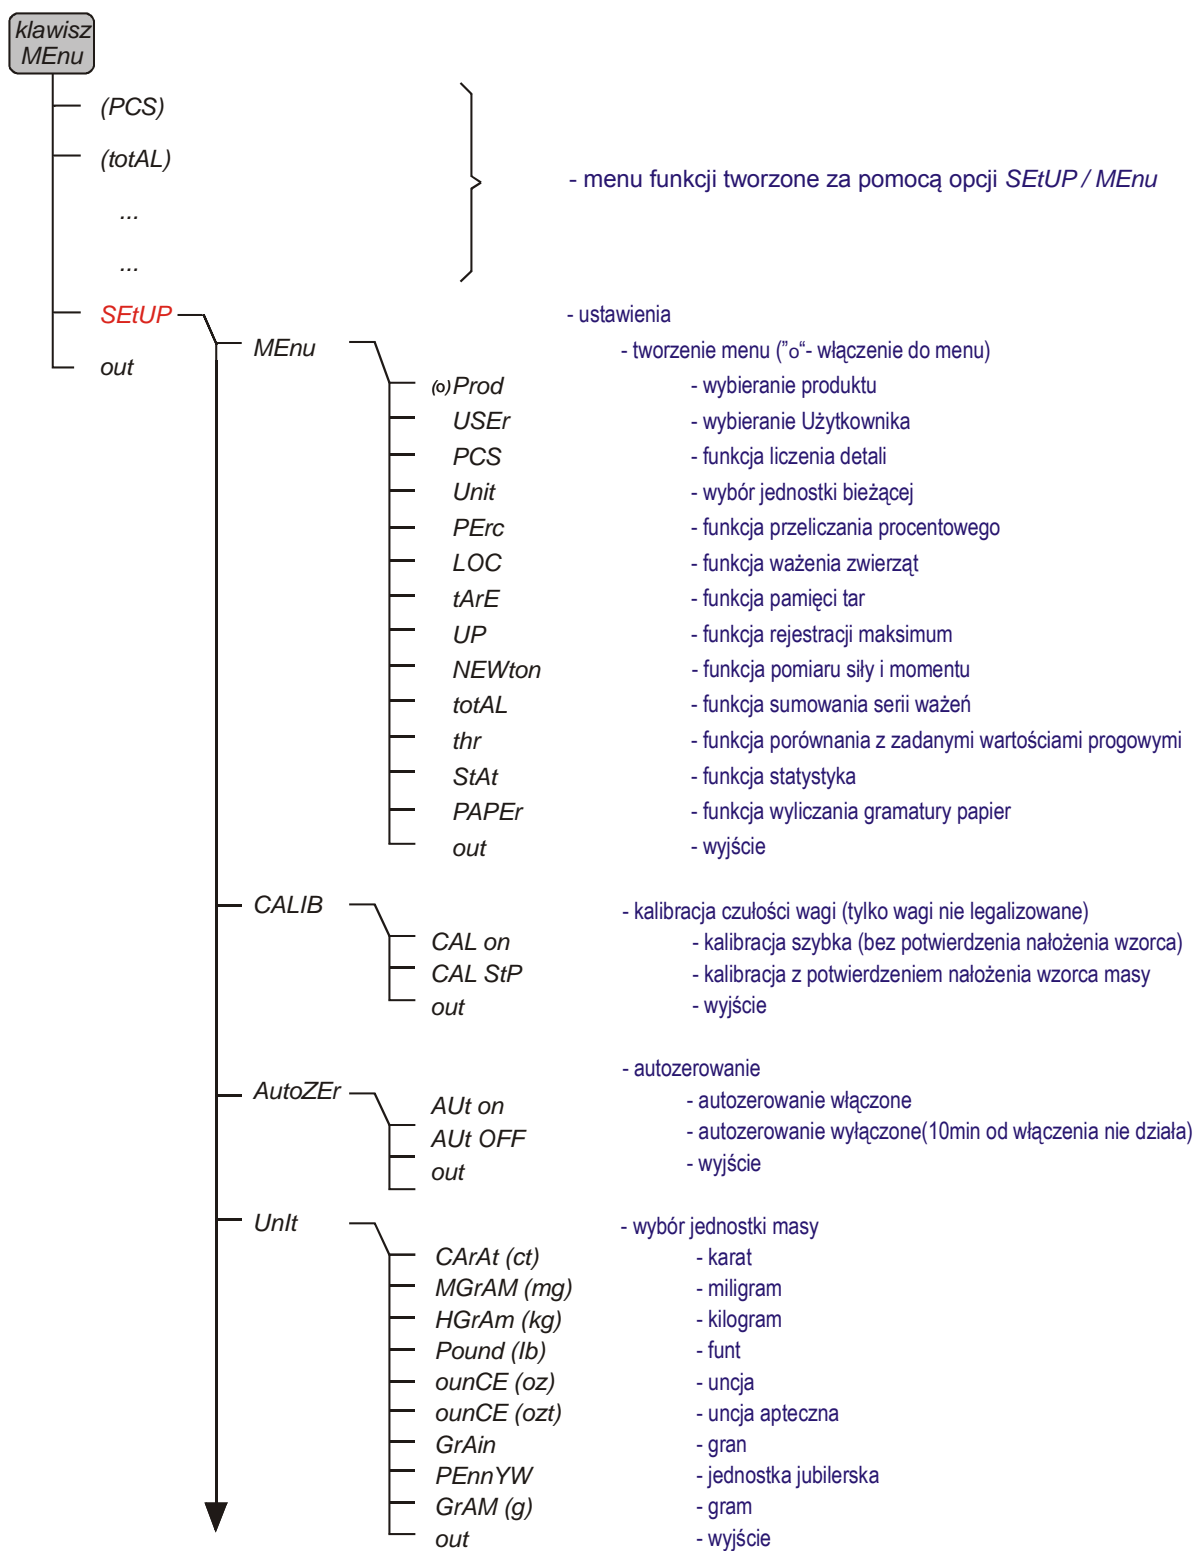 klawisz
MEnu
(PCS)
(totAL)
...
...
- menu funkcji tworzone za pomocą opcji SEtUP / MEnu
SEtUP - ustawienia
out
MEnu - tworzenie menu (”o“- włączenie do menu)
(o) Prod - wybieranie produktu
USEr - wybieranie Użytkownika
PCS - funkcja liczenia detali
Unit - wybór jednostki bieżącej
PErc - funkcja przeliczania procentowego
LOC - funkcja ważenia zwierząt
tArE - funkcja pamięci tar
UP - funkcja rejestracji maksimum
NEWton - funkcja pomiaru siły i momentu
totAL - funkcja sumowania serii ważeń
thr - funkcja porównania z zadanymi wartościami progowymi
StAt - funkcja statystyka
PAPEr - funkcja wyliczania gramatury papier
out - wyjście
CALIB - kalibracja czułości wagi (tylko wagi nie legalizowane)
CAL on - kalibracja szybka (bez potwierdzenia nałożenia wzorca)
CAL StP - kalibracja z potwierdzeniem nałożenia wzorca masy
out - wyjście
AutoZEr - autozerowanie
AUt on - autozerowanie włączone
AUt OFF - autozerowanie wyłączone(10min od włączenia nie działa)
out - wyjście
UnIt - wybór jednostki masy
CArAt (ct) - karat
MGrAM (mg) - miligram
HGrAm (kg) - kilogram
Pound (lb) - funt
ounCE (oz) - uncja
ounCE (ozt) - uncja apteczna
GrAin - gran
PEnnYW - jednostka jubilerska
GrAM (g) - gram
out - wyjście